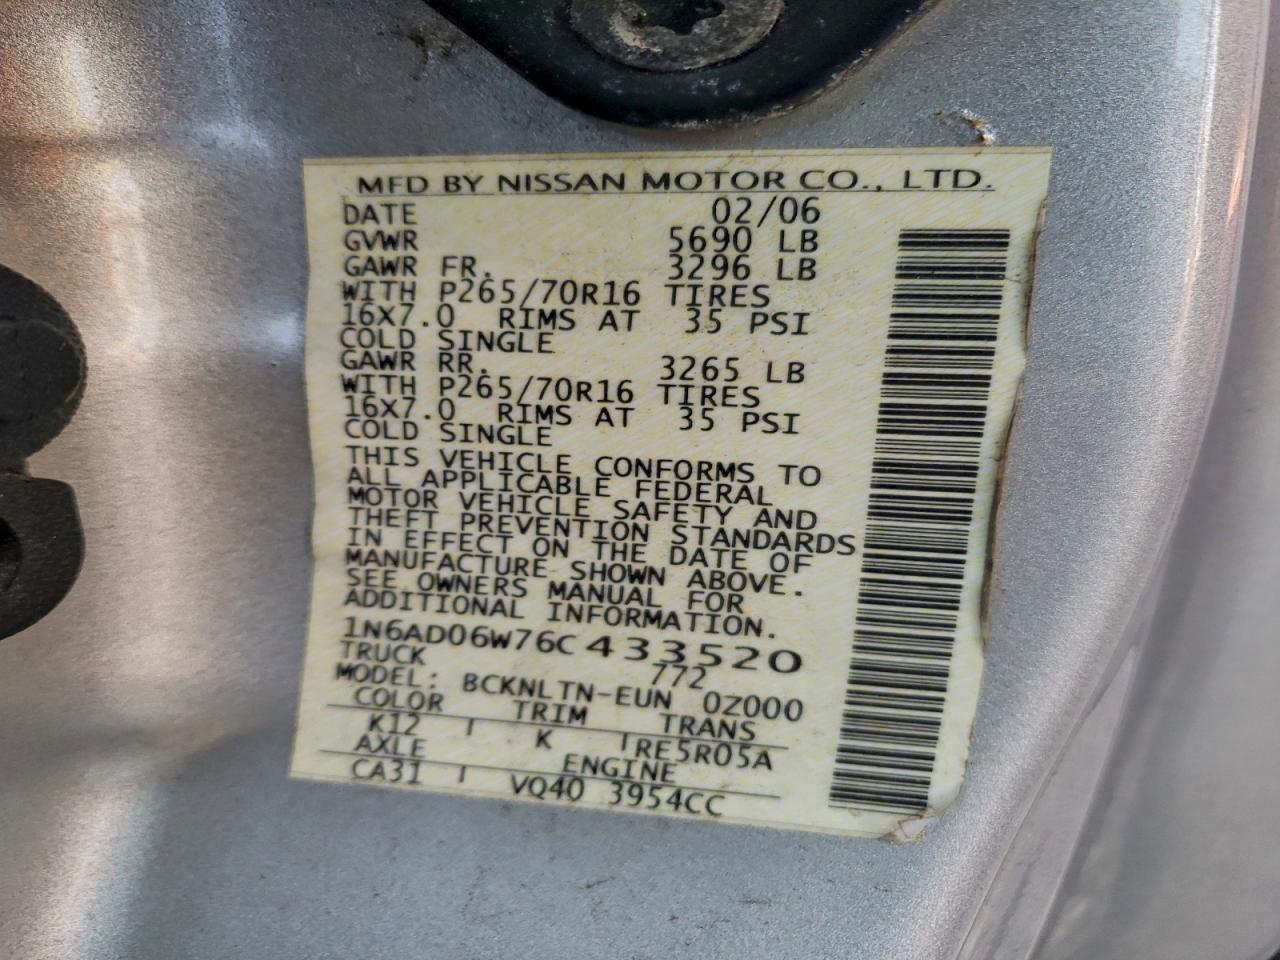 MFD BY NISSAN MOTOR CO., LTD.
DATE 02/06
GVWR 5690 LB
GAWR FR. 3296 LB
WITH P265/70R16 TIRES
16X7.0 RIMS AT 35 PSI
COLD SINGLE
GAWR RR. 3265 LB
WITH P265/70R16 TIRES
16X7.0 RIMS AT 35 PSI
COLD SINGLE
THIS VEHICLE CONFORMS TO
ALL APPLICABLE FEDERAL
MOTOR VEHICLE SAFETY AND
THEFT PREVENTION STANDARDS
IN EFFECT ON THE DATE OF
MANUFACTURE SHOWN ABOVE.
SEE OWNERS MANUAL FOR
ADDITIONAL INFORMATION.
1N6AD06W76C433520
TRUCK 772
MODEL: BCKNLTN-EUN 0Z000
COLOR TRIM TRANS
K12 K RE5R05A
AXLE ENGINE
CA31 VQ40 3954CC